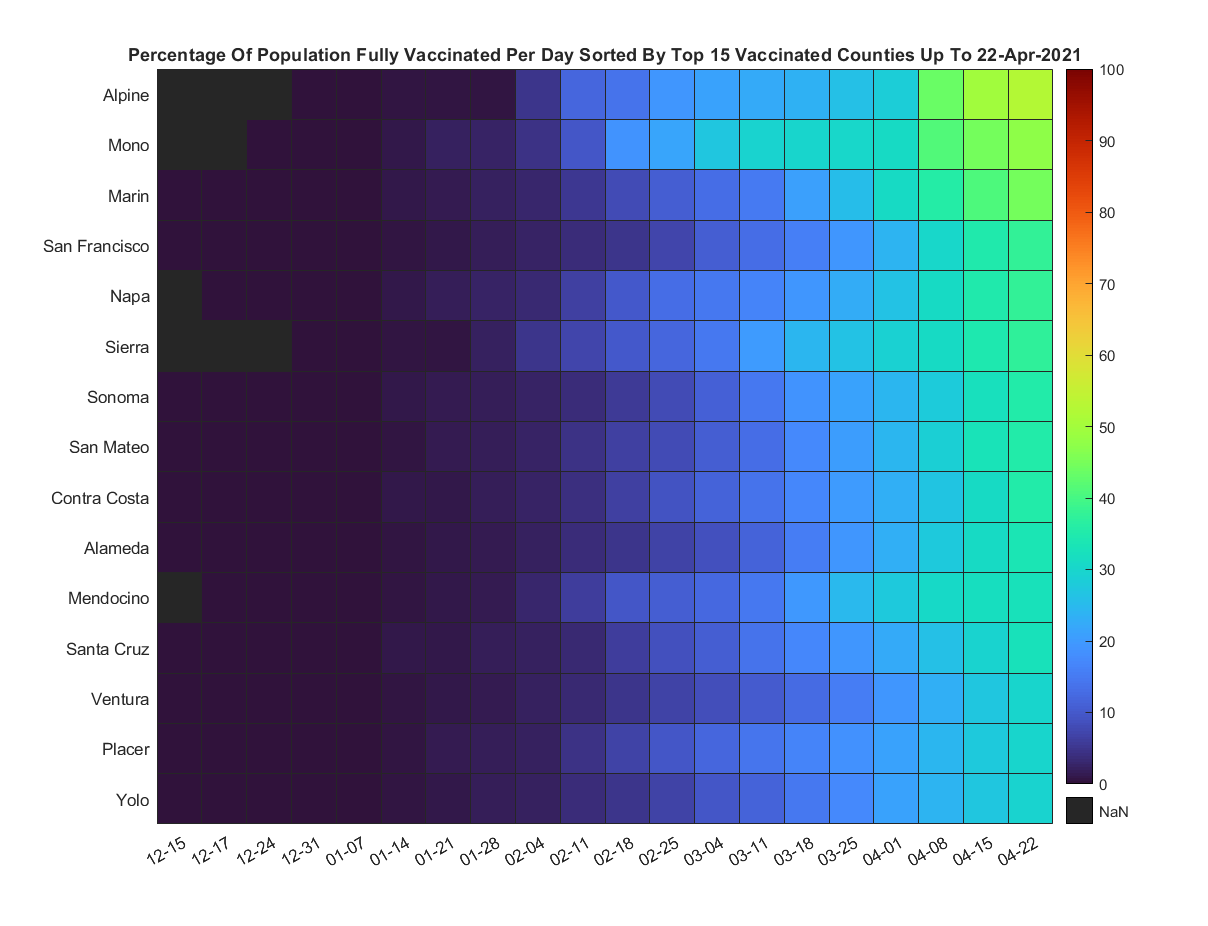 Percentage Of Population Fully Vaccinated Per Day Sorted By Top 15 Vaccinated Counties Up To 22-Apr-2021
Alpine
Mono
Marin
San Francisco
Napa
Sierra
Sonoma
San Mateo
Contra Costa
Alameda
Mendocino
Santa Cruz
Ventura
Placer
Yolo
100
90
80
70
60
50
40
30
20
10
0
NaN
12-15 12-17 12-24 12-31 01-07 01-14 01-21 01-28 02-04 02-11 02-18 02-25 03-04 03-11 03-18 03-25 04-01 04-08 04-15 04-22